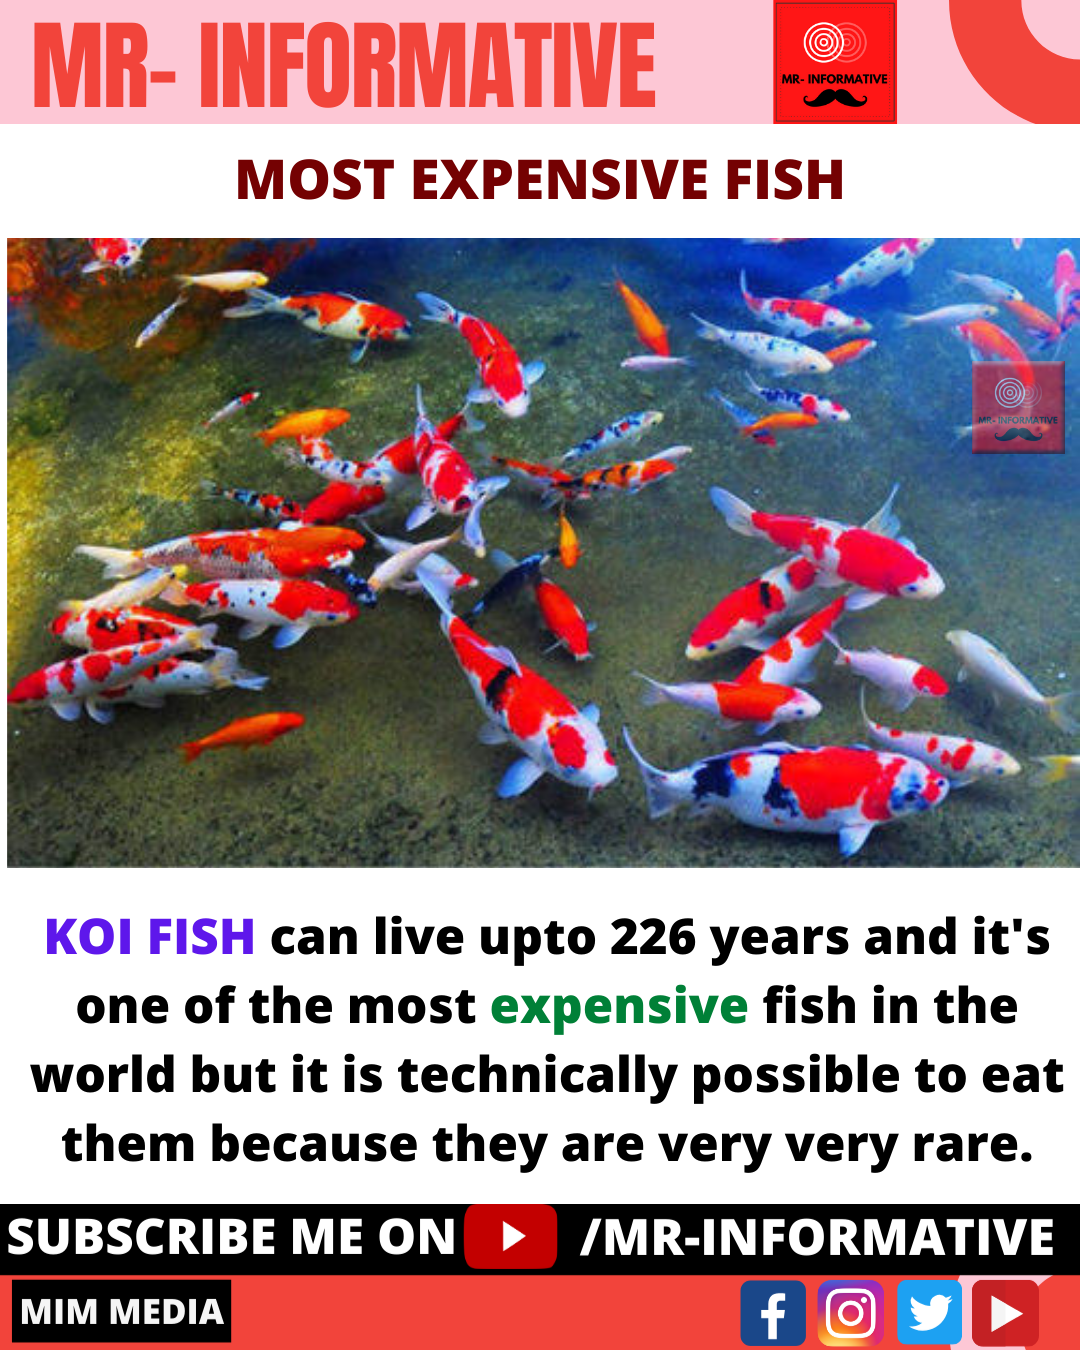 MR- INFORMATIVE
MR- INFORMATIVE
MOST EXPENSIVE FISH
MR- INFORMATIVE
KOI FISH can live upto 226 years and it's
one of the most expensive fish in the
world but it is technically possible to eat
them because they are very very rare.
SUBSCRIBE ME ON /MR-INFORMATIVE
MIM MEDIA